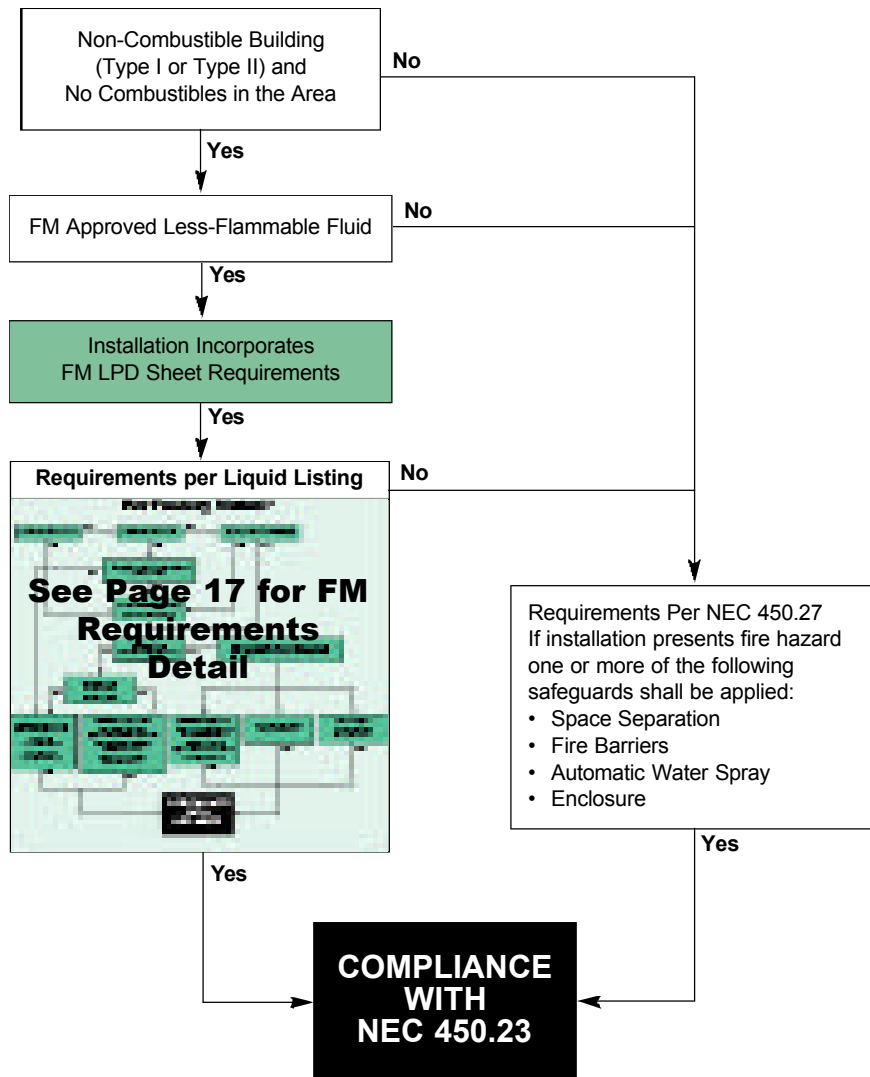 Non-Combustible Building
(Type I or Type II) and
No Combustibles in the Area
No
Yes
FM Approved Less-Flammable Fluid
No
Yes
Installation Incorporates
FM LPD Sheet Requirements
Yes
Requirements per Liquid Listing
No
See Page 17 for FM
Requirements
Detail
Requirements Per NEC 450.27
If installation presents fire hazard
one or more of the following
safeguards shall be applied:
• Space Separation
• Fire Barriers
• Automatic Water Spray
• Enclosure
Yes
Yes
COMPLIANCE
WITH
NEC 450.23